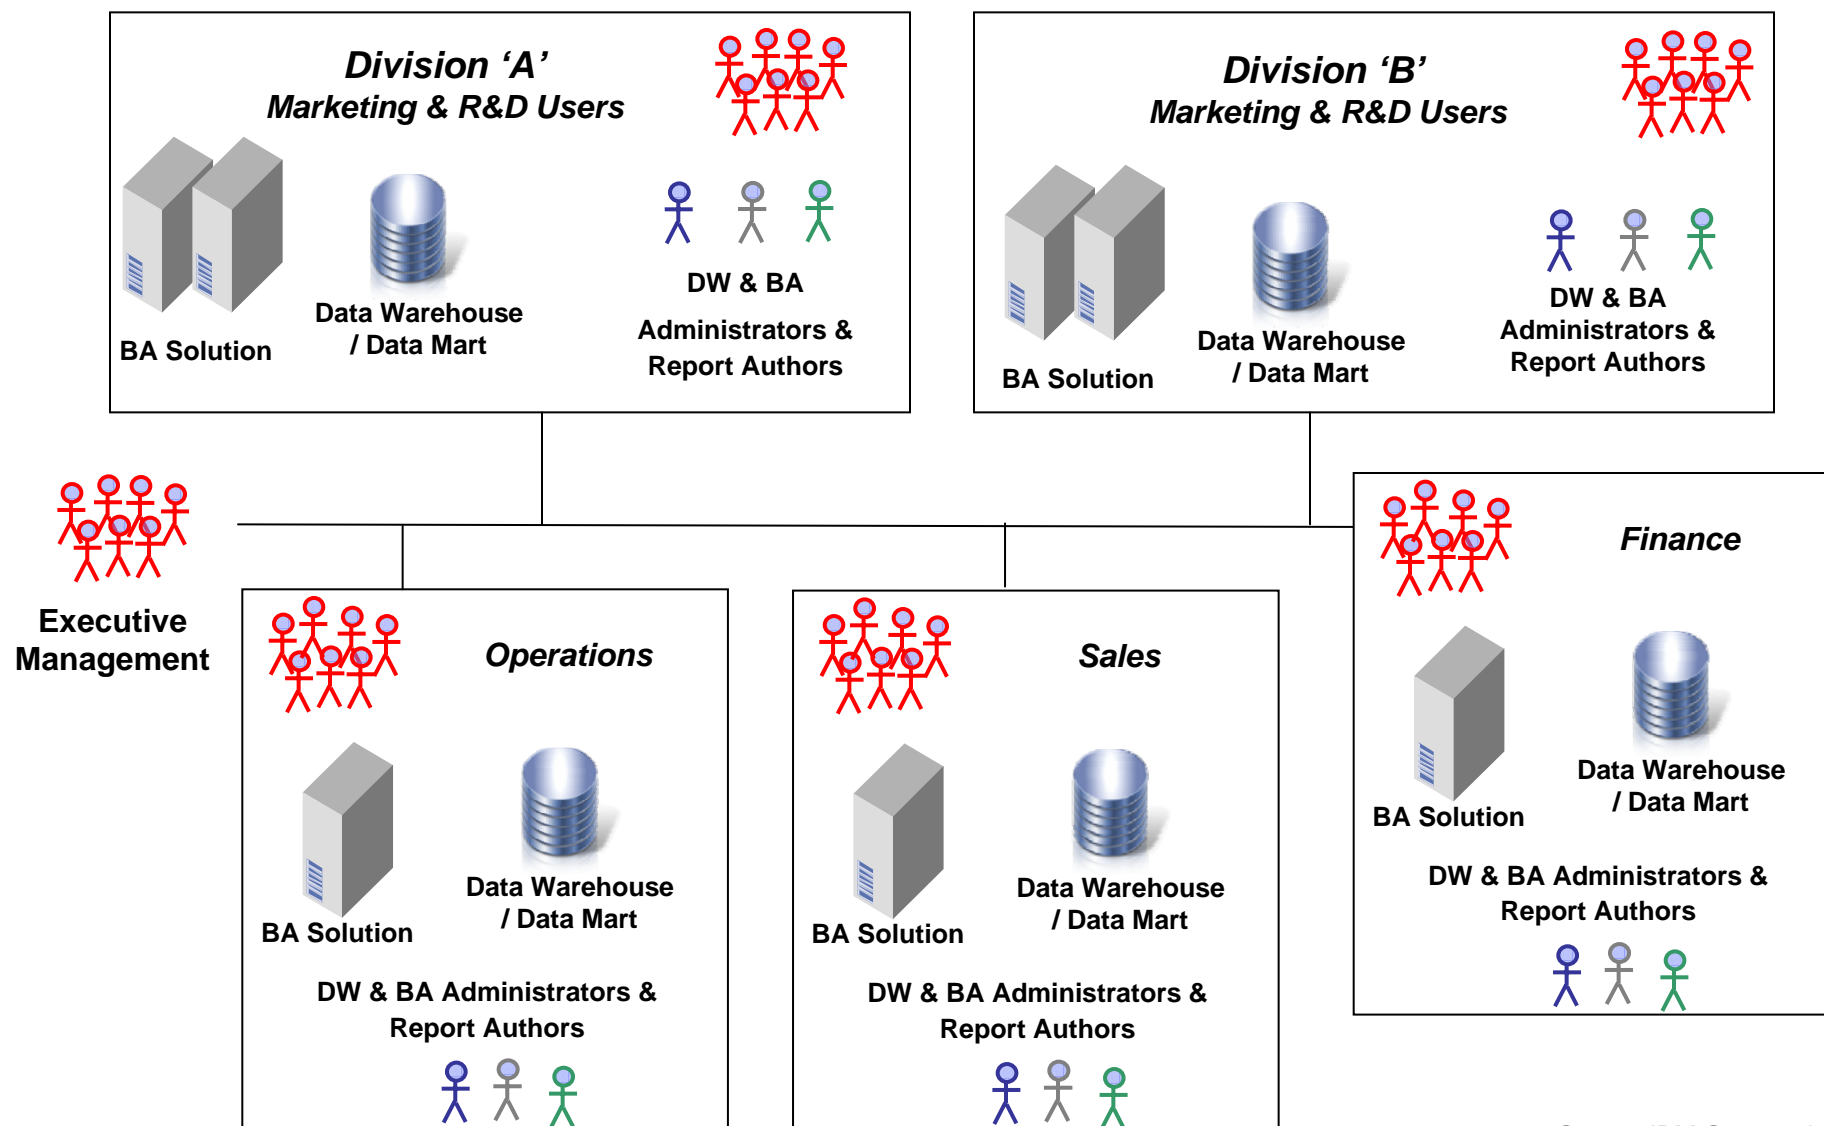 Division ‘A’
Marketing & R&D Users
BA Solution
Data Warehouse
/ Data Mart
DW & BA
Administrators &
Report Authors
Division ‘B’
Marketing & R&D Users
BA Solution
Data Warehouse
/ Data Mart
DW & BA
Administrators &
Report Authors
Executive
Management
Operations
BA Solution
Data Warehouse
/ Data Mart
DW & BA Administrators &
Report Authors
Sales
BA Solution
Data Warehouse
/ Data Mart
DW & BA Administrators &
Report Authors
Finance
BA Solution
Data Warehouse
/ Data Mart
DW & BA Administrators &
Report Authors